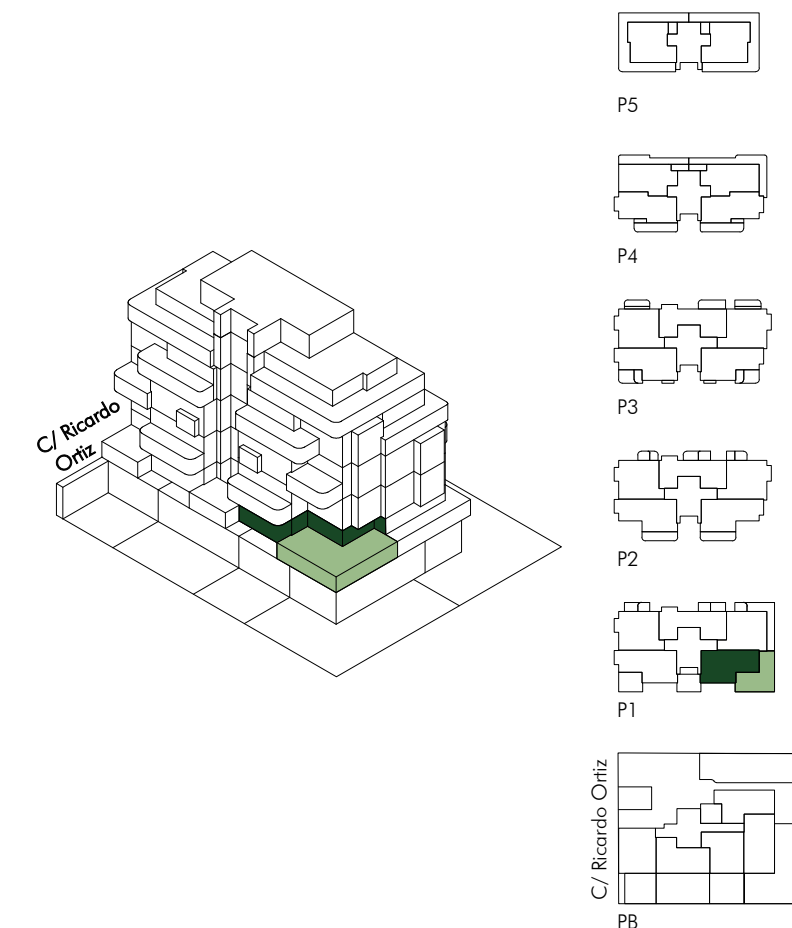 P5
P4
C/ Ricardo
Ortiz
P3
P2
P1
C/ Ricardo Ortiz
PB